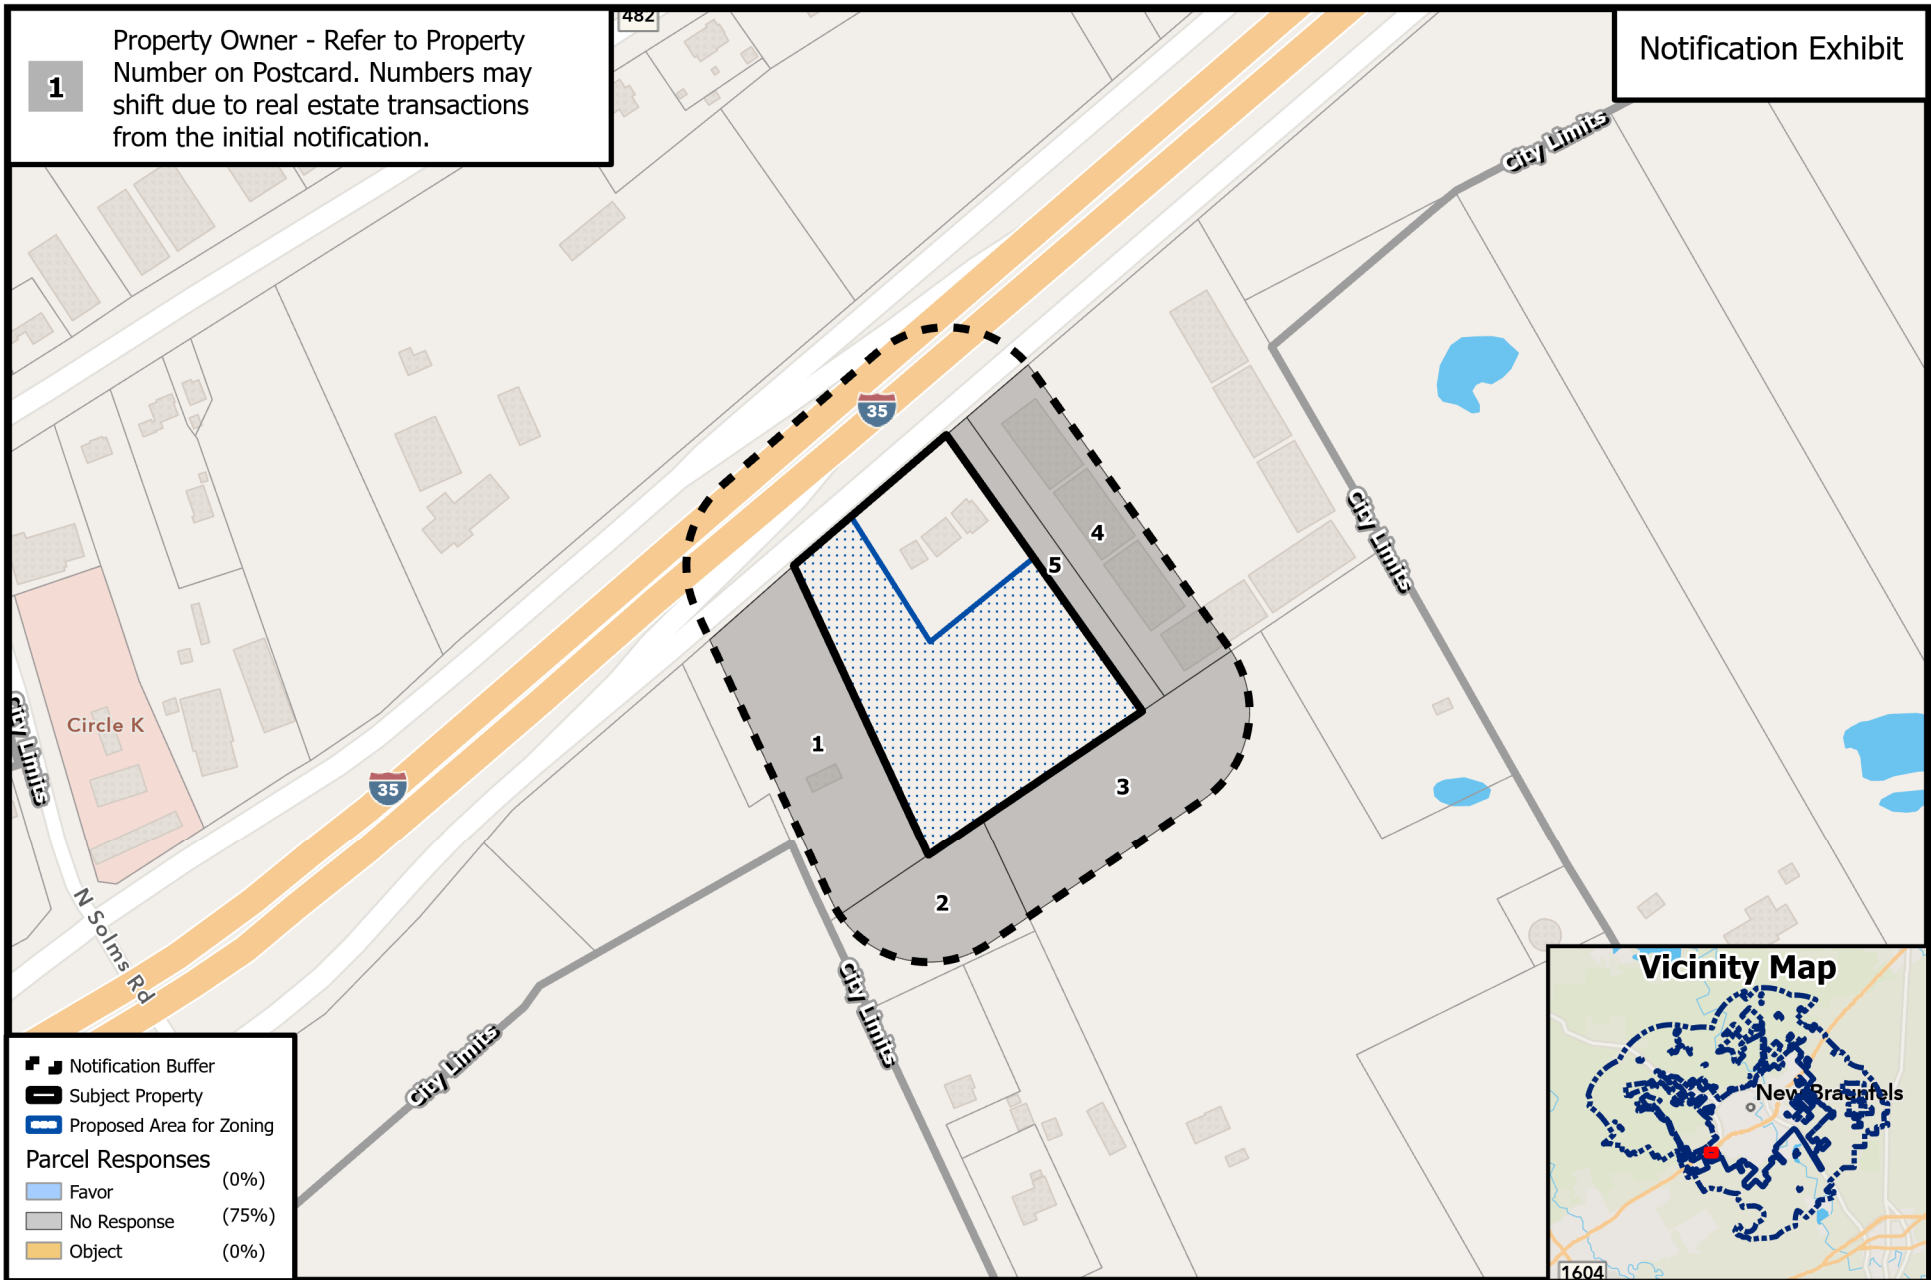 1
Property Owner - Refer to Property
Number on Postcard. Numbers may
shift due to real estate transactions
from the initial notification.
482
Notification Exhibit
City Limits
35
4
5
City Limits
Circle K
City Limits
1
35
3
2
N Solms Rd
City Limits
City Limits
Notification Buffer
Subject Property
Proposed Area for Zoning
Parcel Responses
Favor (0%)
No Response (75%)
Object (0%)
Vicinity Map
New Braunfels
1604